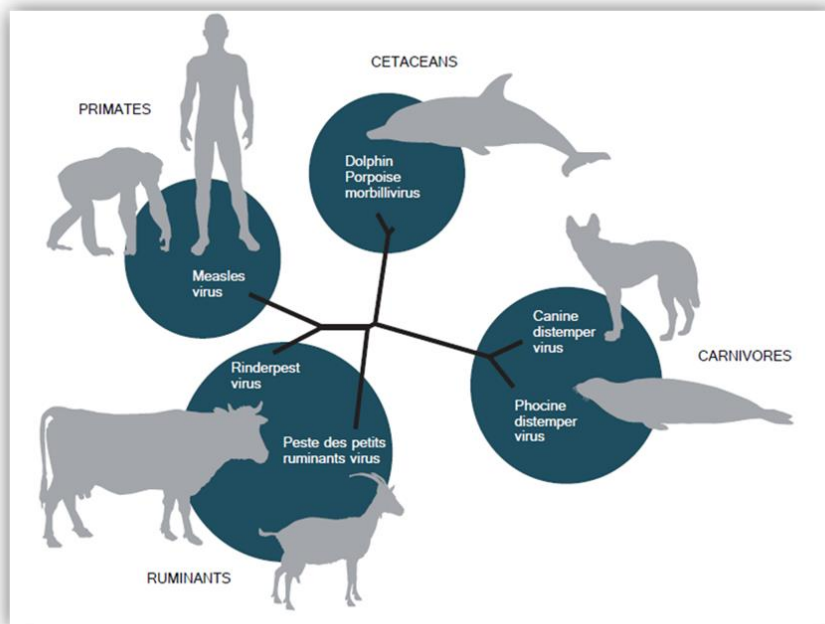 CETACEANS
PRIMATES
Dolphin
Porpoise
morbillivirus
Measles
virus
Canine
distemper
virus
CARNIVORES
Rinderpest
virus
Phocine
distemper
virus
Peste des petits
ruminants virus
RUMINANTS